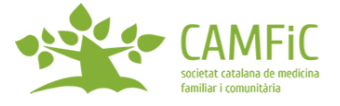 CAMFiC
societat catalana de medicina
familiar i comunitària